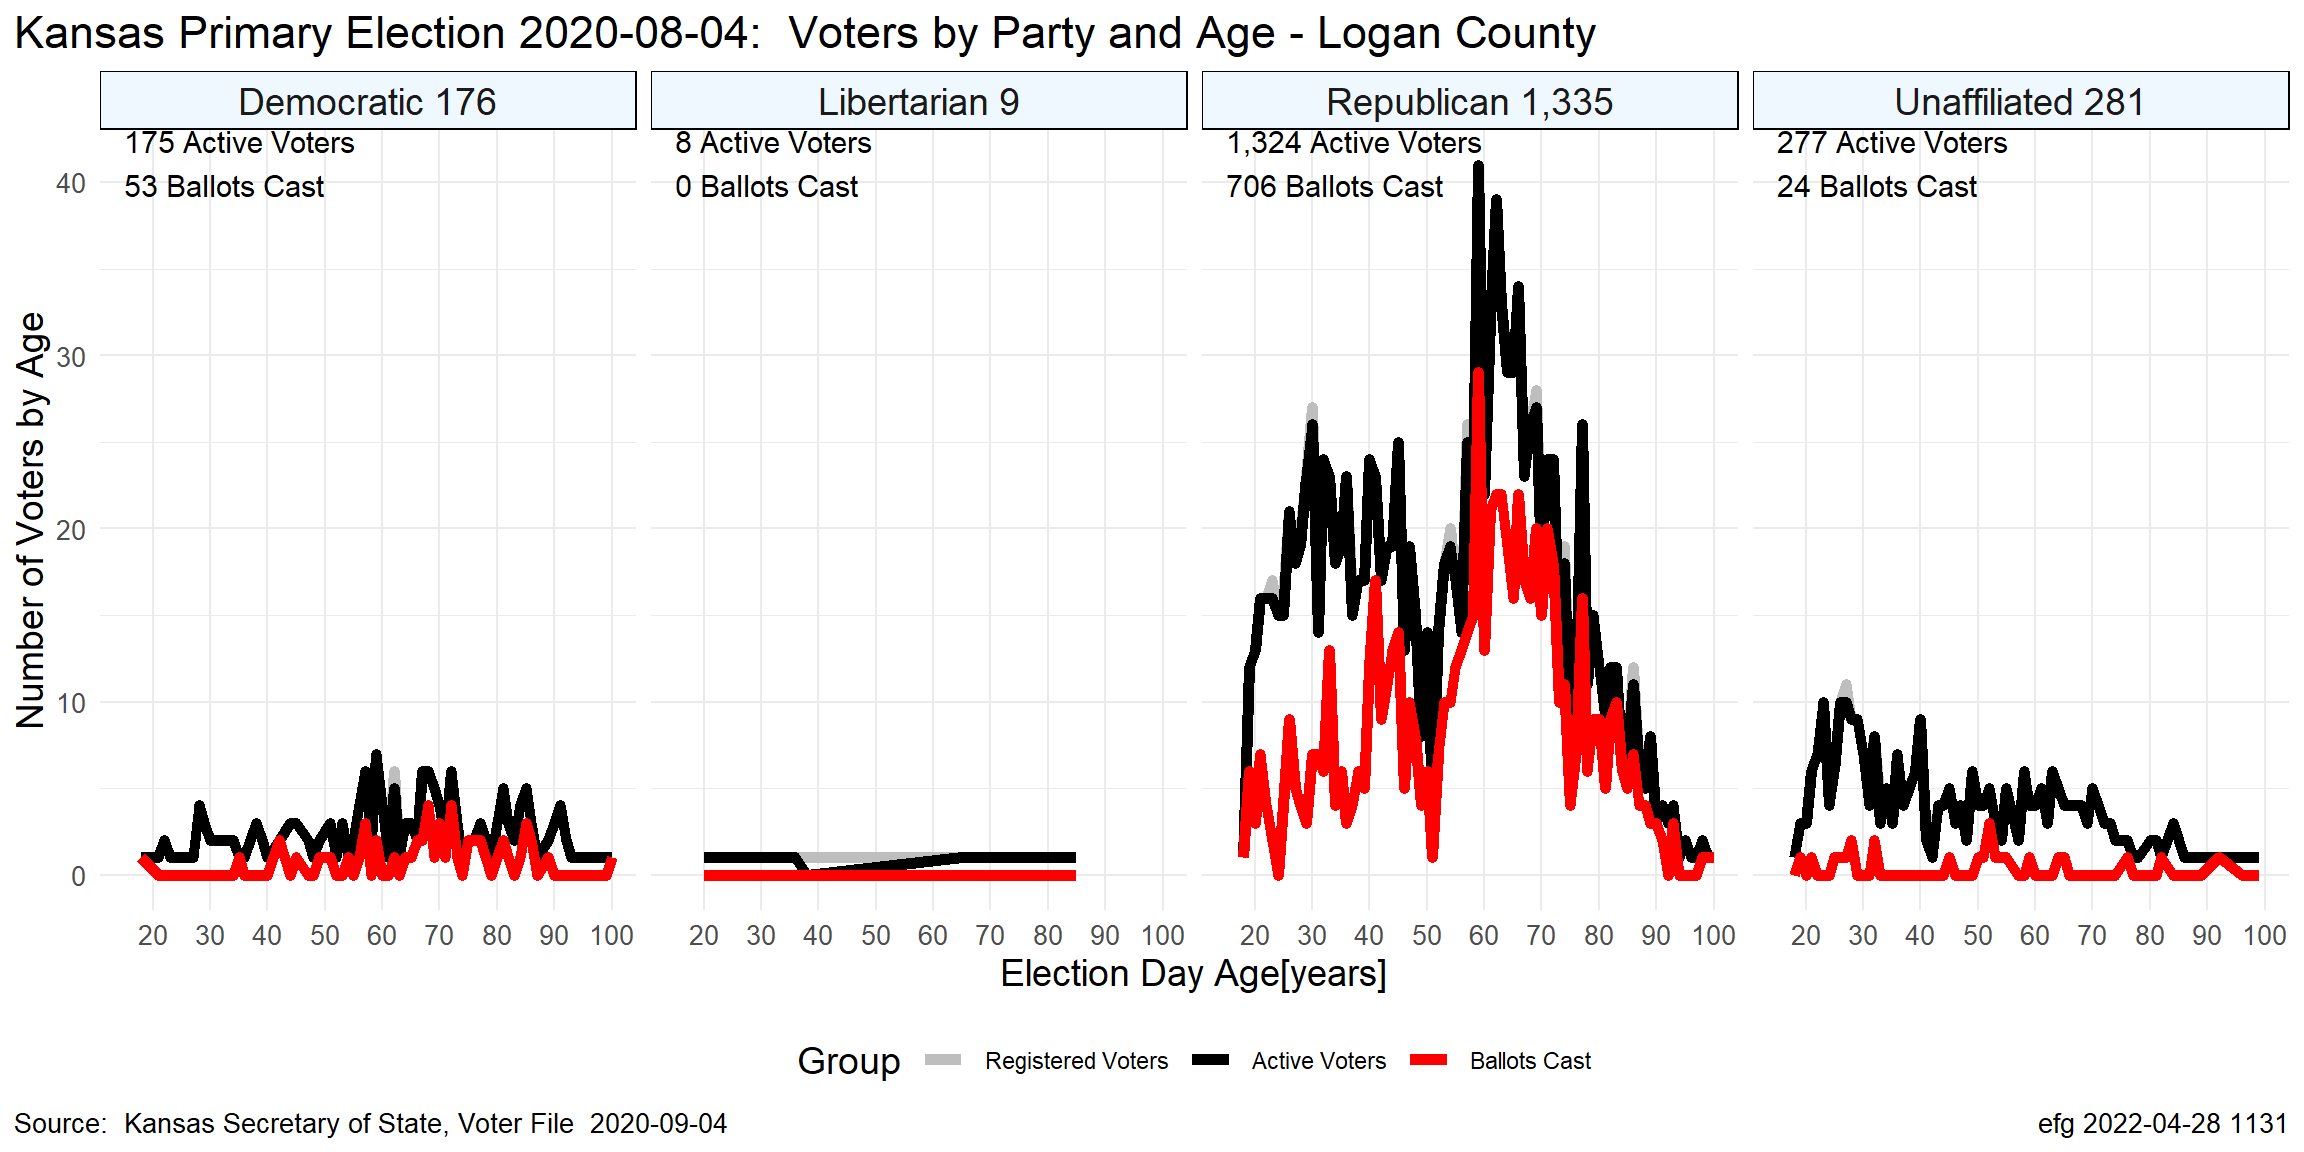 Kansas Primary Election 2020-08-04:  Voters by Party and Age - Logan County
Democratic 176
Libertarian 9
Republican 1,335
Unaffiliated 281
175 Active Voters
53 Ballots Cast
8 Active Voters
0 Ballots Cast
1,324 Active Voters
706 Ballots Cast
277 Active Voters
24 Ballots Cast
Number of Voters by Age
40
30
20
10
0
20 30 40 50 60 70 80 90 100
20 30 40 50 60 70 80 90 100
20 30 40 50 60 70 80 90 100
20 30 40 50 60 70 80 90 100
Election Day Age[years]
Group Registered Voters Active Voters Ballots Cast
Source:  Kansas Secretary of State, Voter File  2020-09-04
efg 2022-04-28 1131